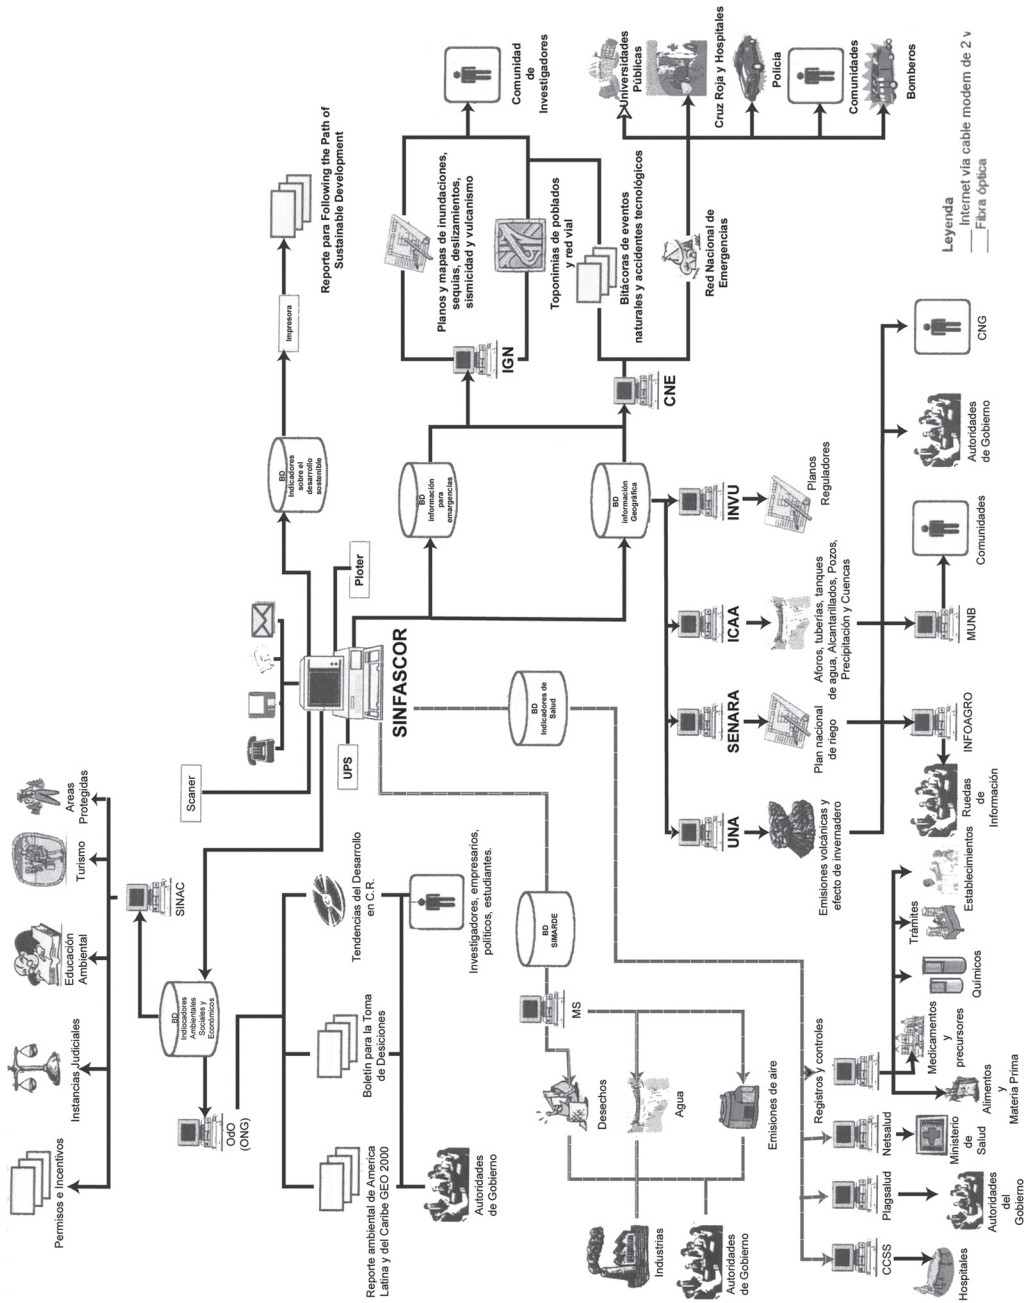 Permisos e Incentivos
Instancias Judiciales
Educación
Ambiental
Turismo
Areas
Protegidas
SINAC
Scaner
BD
Indiocadores
Ambientales
Sociales y
Económicos
OdO
(ONG)
UPS
Ploter
SINFASCOR
BD
Indicadores
sobre el
desarrollo
sostenible
Impresora
Reporte para Following the Path of
Sustainable Development
Reporte ambiental de America
Latina y del Caribe GEO 2000
Boletín para la Toma
de Desiciones
Tendencias del Desarrollo
en C.R.
Autoridades
de Gobierno
Investigadores, empresarios,
políticos, estudiantes.
BD
información
para
emargencias
IGN
Planos y mapas de inundaciones,
sequias, deslizamientos,
sismicidad y vulcanismo
Comunidad
de
Investigadores
Toponimias de poblados
y red vial
BD
Indicadores de
Salud
BD
SIMARDE
MS
Desechos
Agua
Emisiones de aire
Industrias
Autoridades
de Gobierno
BD
información
Geográfica
CNE
Bitácoras de eventos
naturales y accidentes tecnológicos
Red Nacional de
Emergencias
Universidades
Públicas
Cruz Roja y Hospitales
Policia
Comunidades
Bomberos
UNA
SENARA
ICAA
INVU
Emisiones volcánicas y
efecto de invernadero
Plan nacional
de riego
Aforos, tuberías, tanques
de agua, Alcantarillados, Pozos,
Precipitación y Cuencas
Planos
Reguladores
Registros y controles
CCSS
Plagsalud
Netsalud
Hospitales
Autoridades
del
Gobierno
Ministerio
de
Salud
Alimentos
y
Materia Prima
Medicamentos
y
precursores
Químicos
Trámites
Establecimientos
Ruedas
de
Información
INFOAGRO
MUNB
Comunidades
Autoridades
de Gobierno
CNG
Leyenda
Internet vía cable modem de 2 v
Fibra óptica